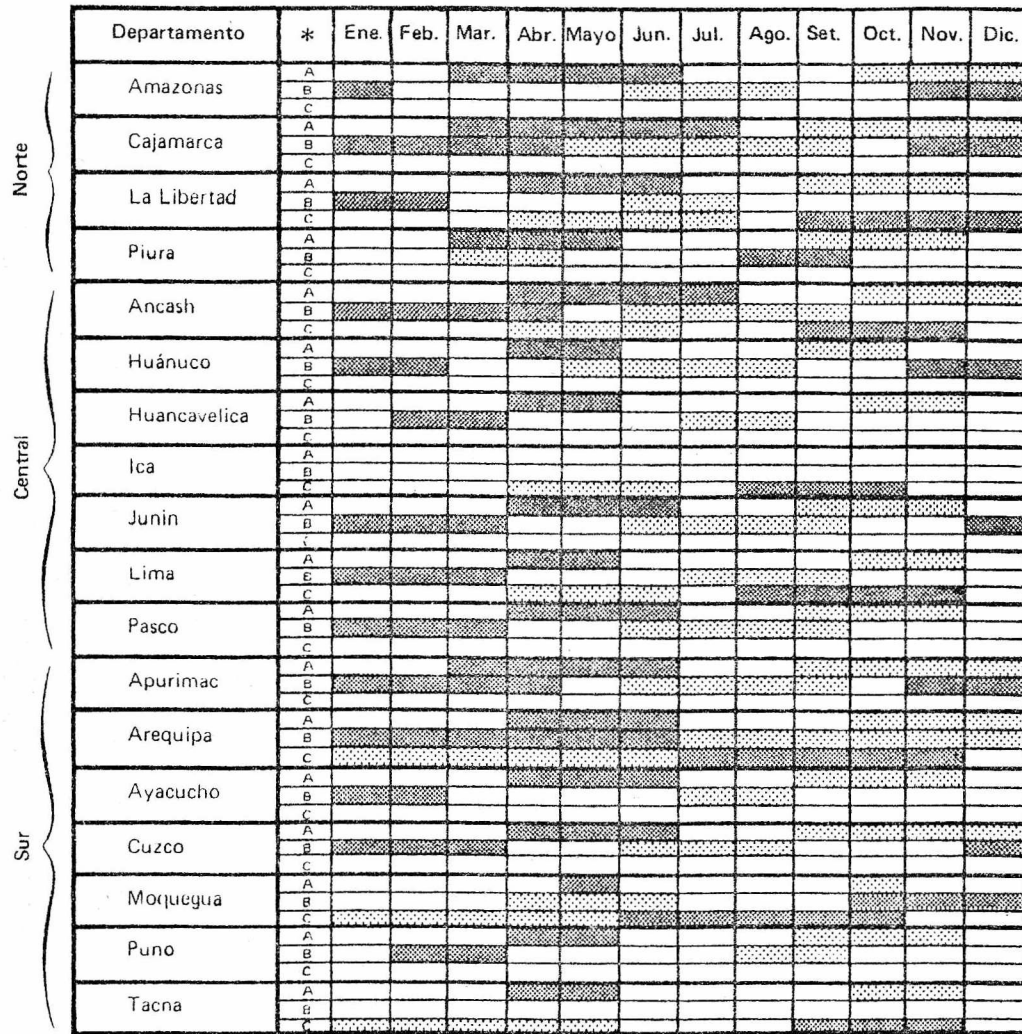 Departamento * Ene. Feb. Mar. Abr. Mayo Jun. Jul. Ago. Set. Oct. Nov. Dic.
Norte
Amazonas A B C
Cajamarca A B C
La Libertad A B C
Piura A B C
Central
Ancash A B C
Huánuco A B C
Huancavelica A B C
Ica A B C
Junin A B
Lima A B C
Pasco A B C
Sur
Apurimac A B C
Arequipa A B C
Ayacucho A B C
Cuzco A B C
Moquegua A B C
Puno A B C
Tacna A B C